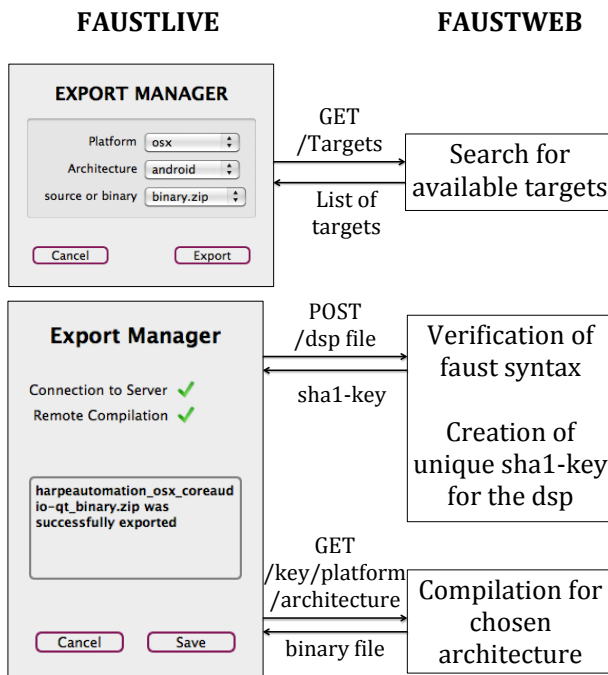 FAUSTLIVE
FAUSTWEB
EXPORT MANAGER
Platform osx
Architecture android
source or binary binary.zip
Cancel Export
GET
/Targets
List of
targets
Search for
available targets
Export Manager
Connection to Server
Remote Compilation
harpeautomation_osx_coreaud
io-qt_binary.zip was
successfully exported
Cancel Save
POST
/dsp file
sha1-key
Verification of
faust syntax
Creation of
unique sha1-key
for the dsp
GET
/key/platform
/architecture
binary file
Compilation for
chosen
architecture